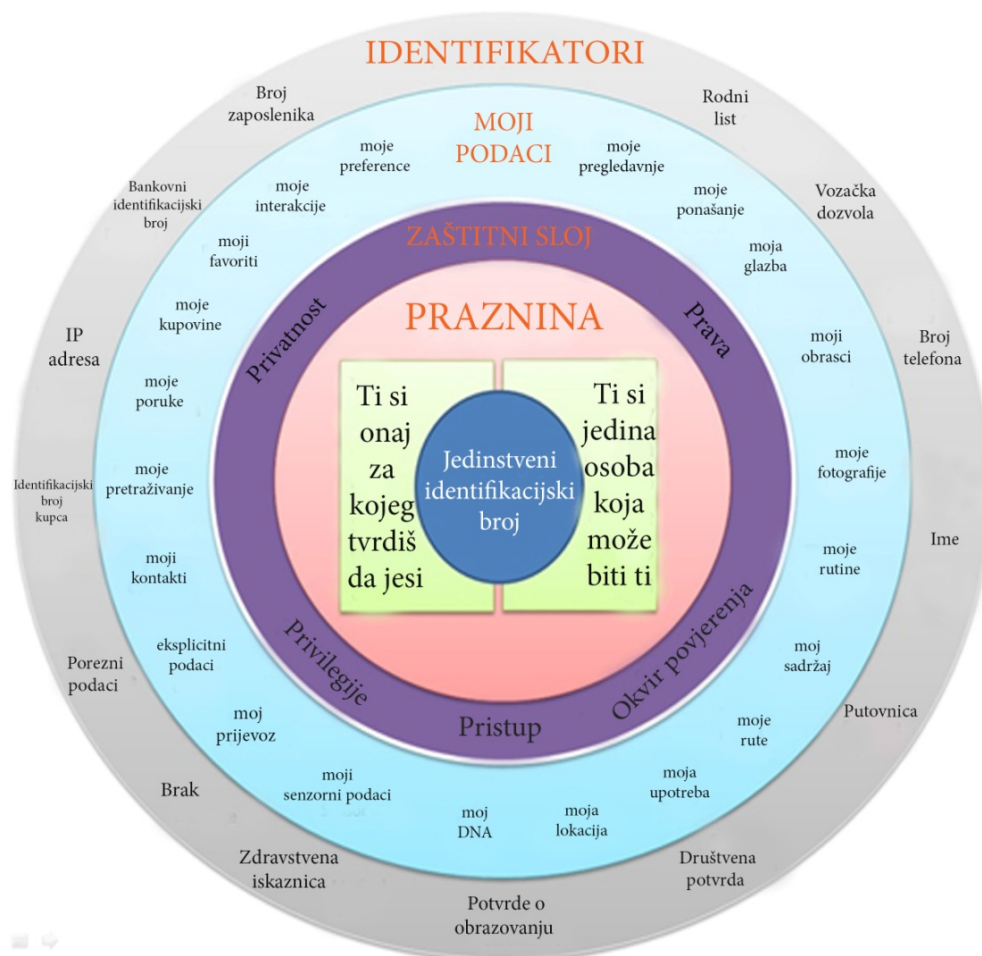 IDENTIFIKATORI
Broj
zaposlenika
Rodni
list
Bankovni
identifikacijski
broj
Vozačka
dozvola
IP
adresa
Broj
telefona
Identifikacijski
broj
kupca
Ime
Porezni
podaci
Putovnica
Brak
Zdravstvena
iskaznica
Društvena
potvrda
Potvrde o
obrazovanju
MOJI
PODACI
moje
preference
moje
pregledavnje
moje
interakcije
moje
ponašanje
moji
favoriti
moja
glazba
moje
kupovine
moji
obrasci
moje
poruke
moje
fotografije
moje
pretraživanje
moje
rutine
moji
kontakti
moj
sadržaj
eksplicitni
podaci
moje
rute
moj
prijevoz
moja
upotreba
moji
senzorni podaci
moja
lokacija
moj
DNA
ZAŠTITNI SLOJ
Privatnost
Prava
Privilegije
Pristup
Okvir povjerenja
PRAZNINA
Ti si
onaj
za
kojeg
tvrdiš
da jesi
Jedinstveni
identifikacijski
broj
Ti si
jedina
osoba
koja
može
biti ti